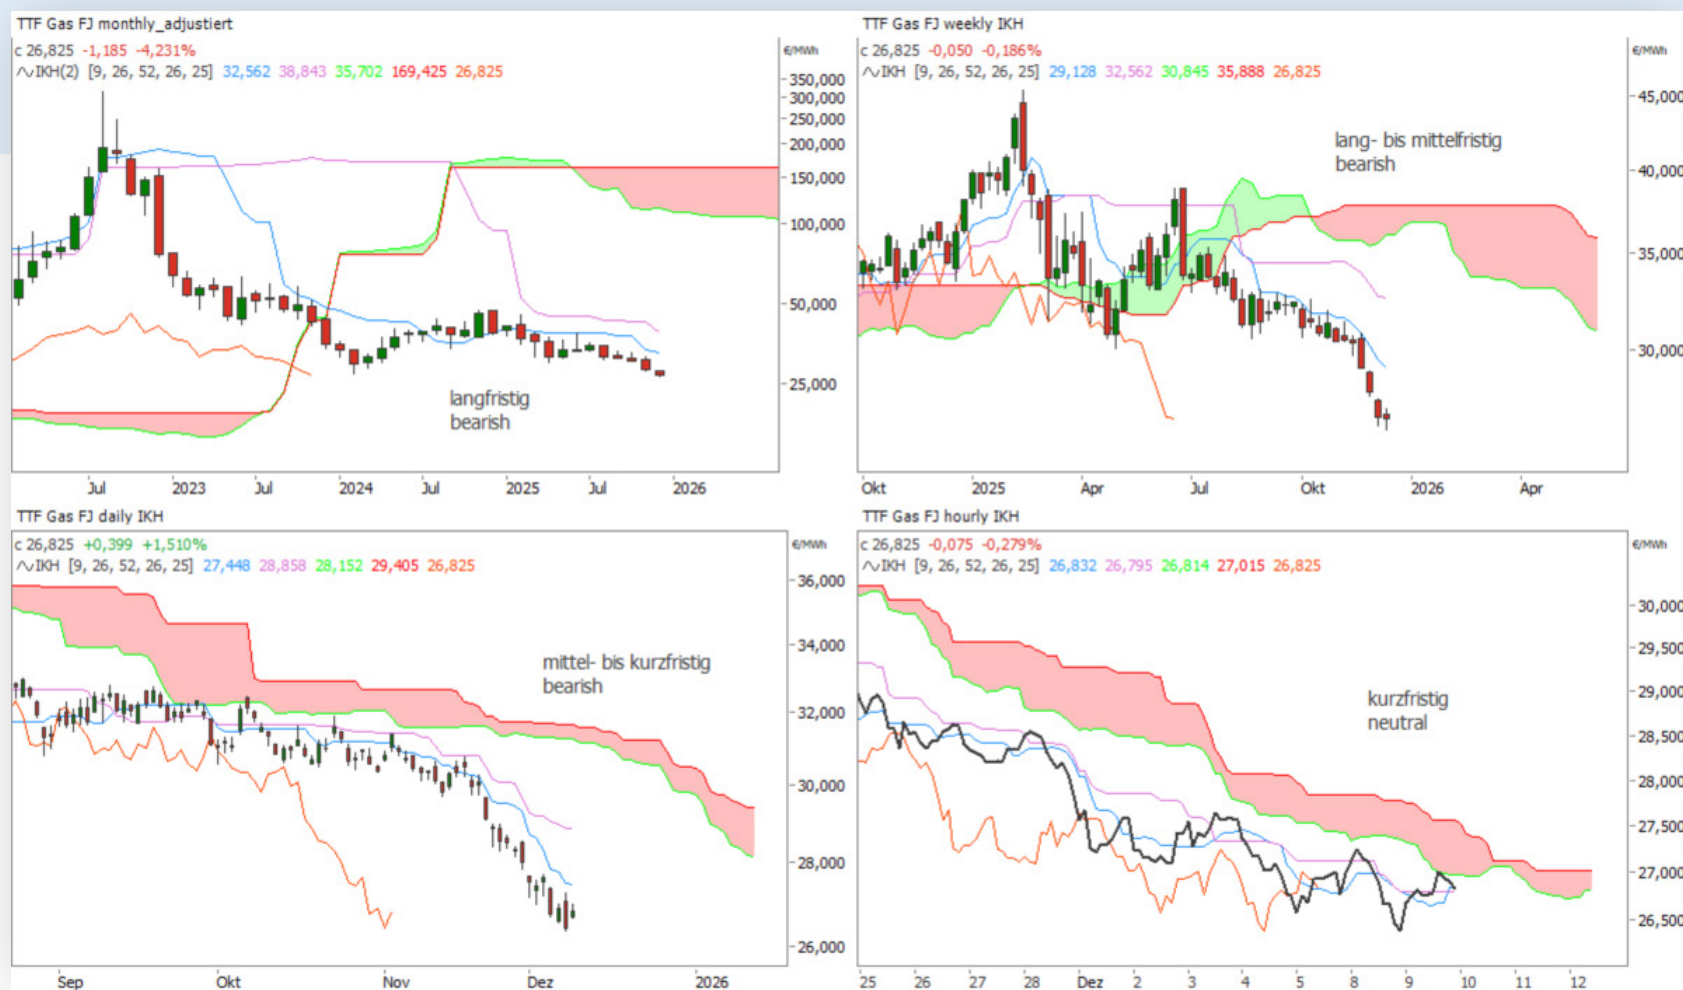 TTF Gas FJ monthly_adjustiert
c 26,825 -1,185 -4,231%
IKH(2) [9, 26, 52, 26, 25] 32,562 38,843 35,702 169,425 26,825
€/MWh
350,000
300,000
250,000
200,000
150,000
100,000
50,000
25,000
langfristig
bearish
Jul 2023 Jul 2024 Jul 2025 Jul 2026
TTF Gas FJ weekly IKH
c 26,825 -0,050 -0,186%
IKH [9, 26, 52, 26, 25] 29,128 32,562 30,845 35,888 26,825
€/MWh
45,000
40,000
35,000
30,000
lang- bis mittelfristig
bearish
Okt 2025 Apr Jul Okt 2026 Apr
TTF Gas FJ daily IKH
c 26,825 +0,399 +1,510%
IKH [9, 26, 52, 26, 25] 27,448 28,858 28,152 29,405 26,825
€/MWh
36,000
34,000
32,000
30,000
28,000
26,000
mittel- bis kurzfristig
bearish
Sep Okt Nov Dez 2026
TTF Gas FJ hourly IKH
c 26,825 -0,075 -0,279%
IKH [9, 26, 52, 26, 25] 26,832 26,795 26,814 27,015 26,825
€/MWh
30,000
29,500
29,000
28,500
28,000
27,500
27,000
26,500
kurzfristig
neutral
25 26 27 28 Dez 2 3 4 5 8 9 10 11 12